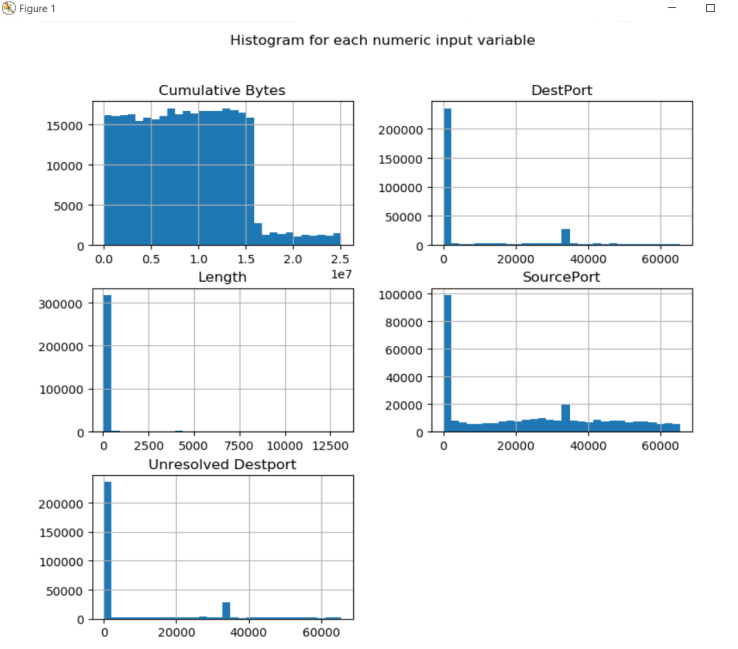 Figure 1
Histogram for each numeric input variable
Cumulative Bytes
15000
10000
5000
0
0.0 0.5 1.0 1.5 2.0 2.5
1e7
DestPort
200000
150000
100000
50000
0
0 20000 40000 60000
Length
300000
200000
100000
0
0 2500 5000 7500 10000 12500
SourcePort
100000
80000
60000
40000
20000
0
0 20000 40000 60000
Unresolved Destport
200000
150000
100000
50000
0
0 20000 40000 60000